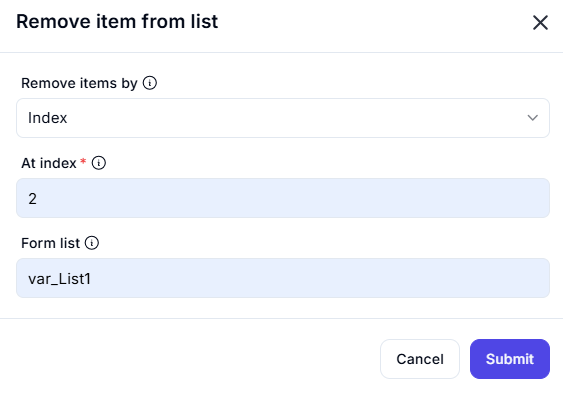 Remove item from list
Remove items by
Index
At index *
2
Form list
var_List1
Cancel
Submit